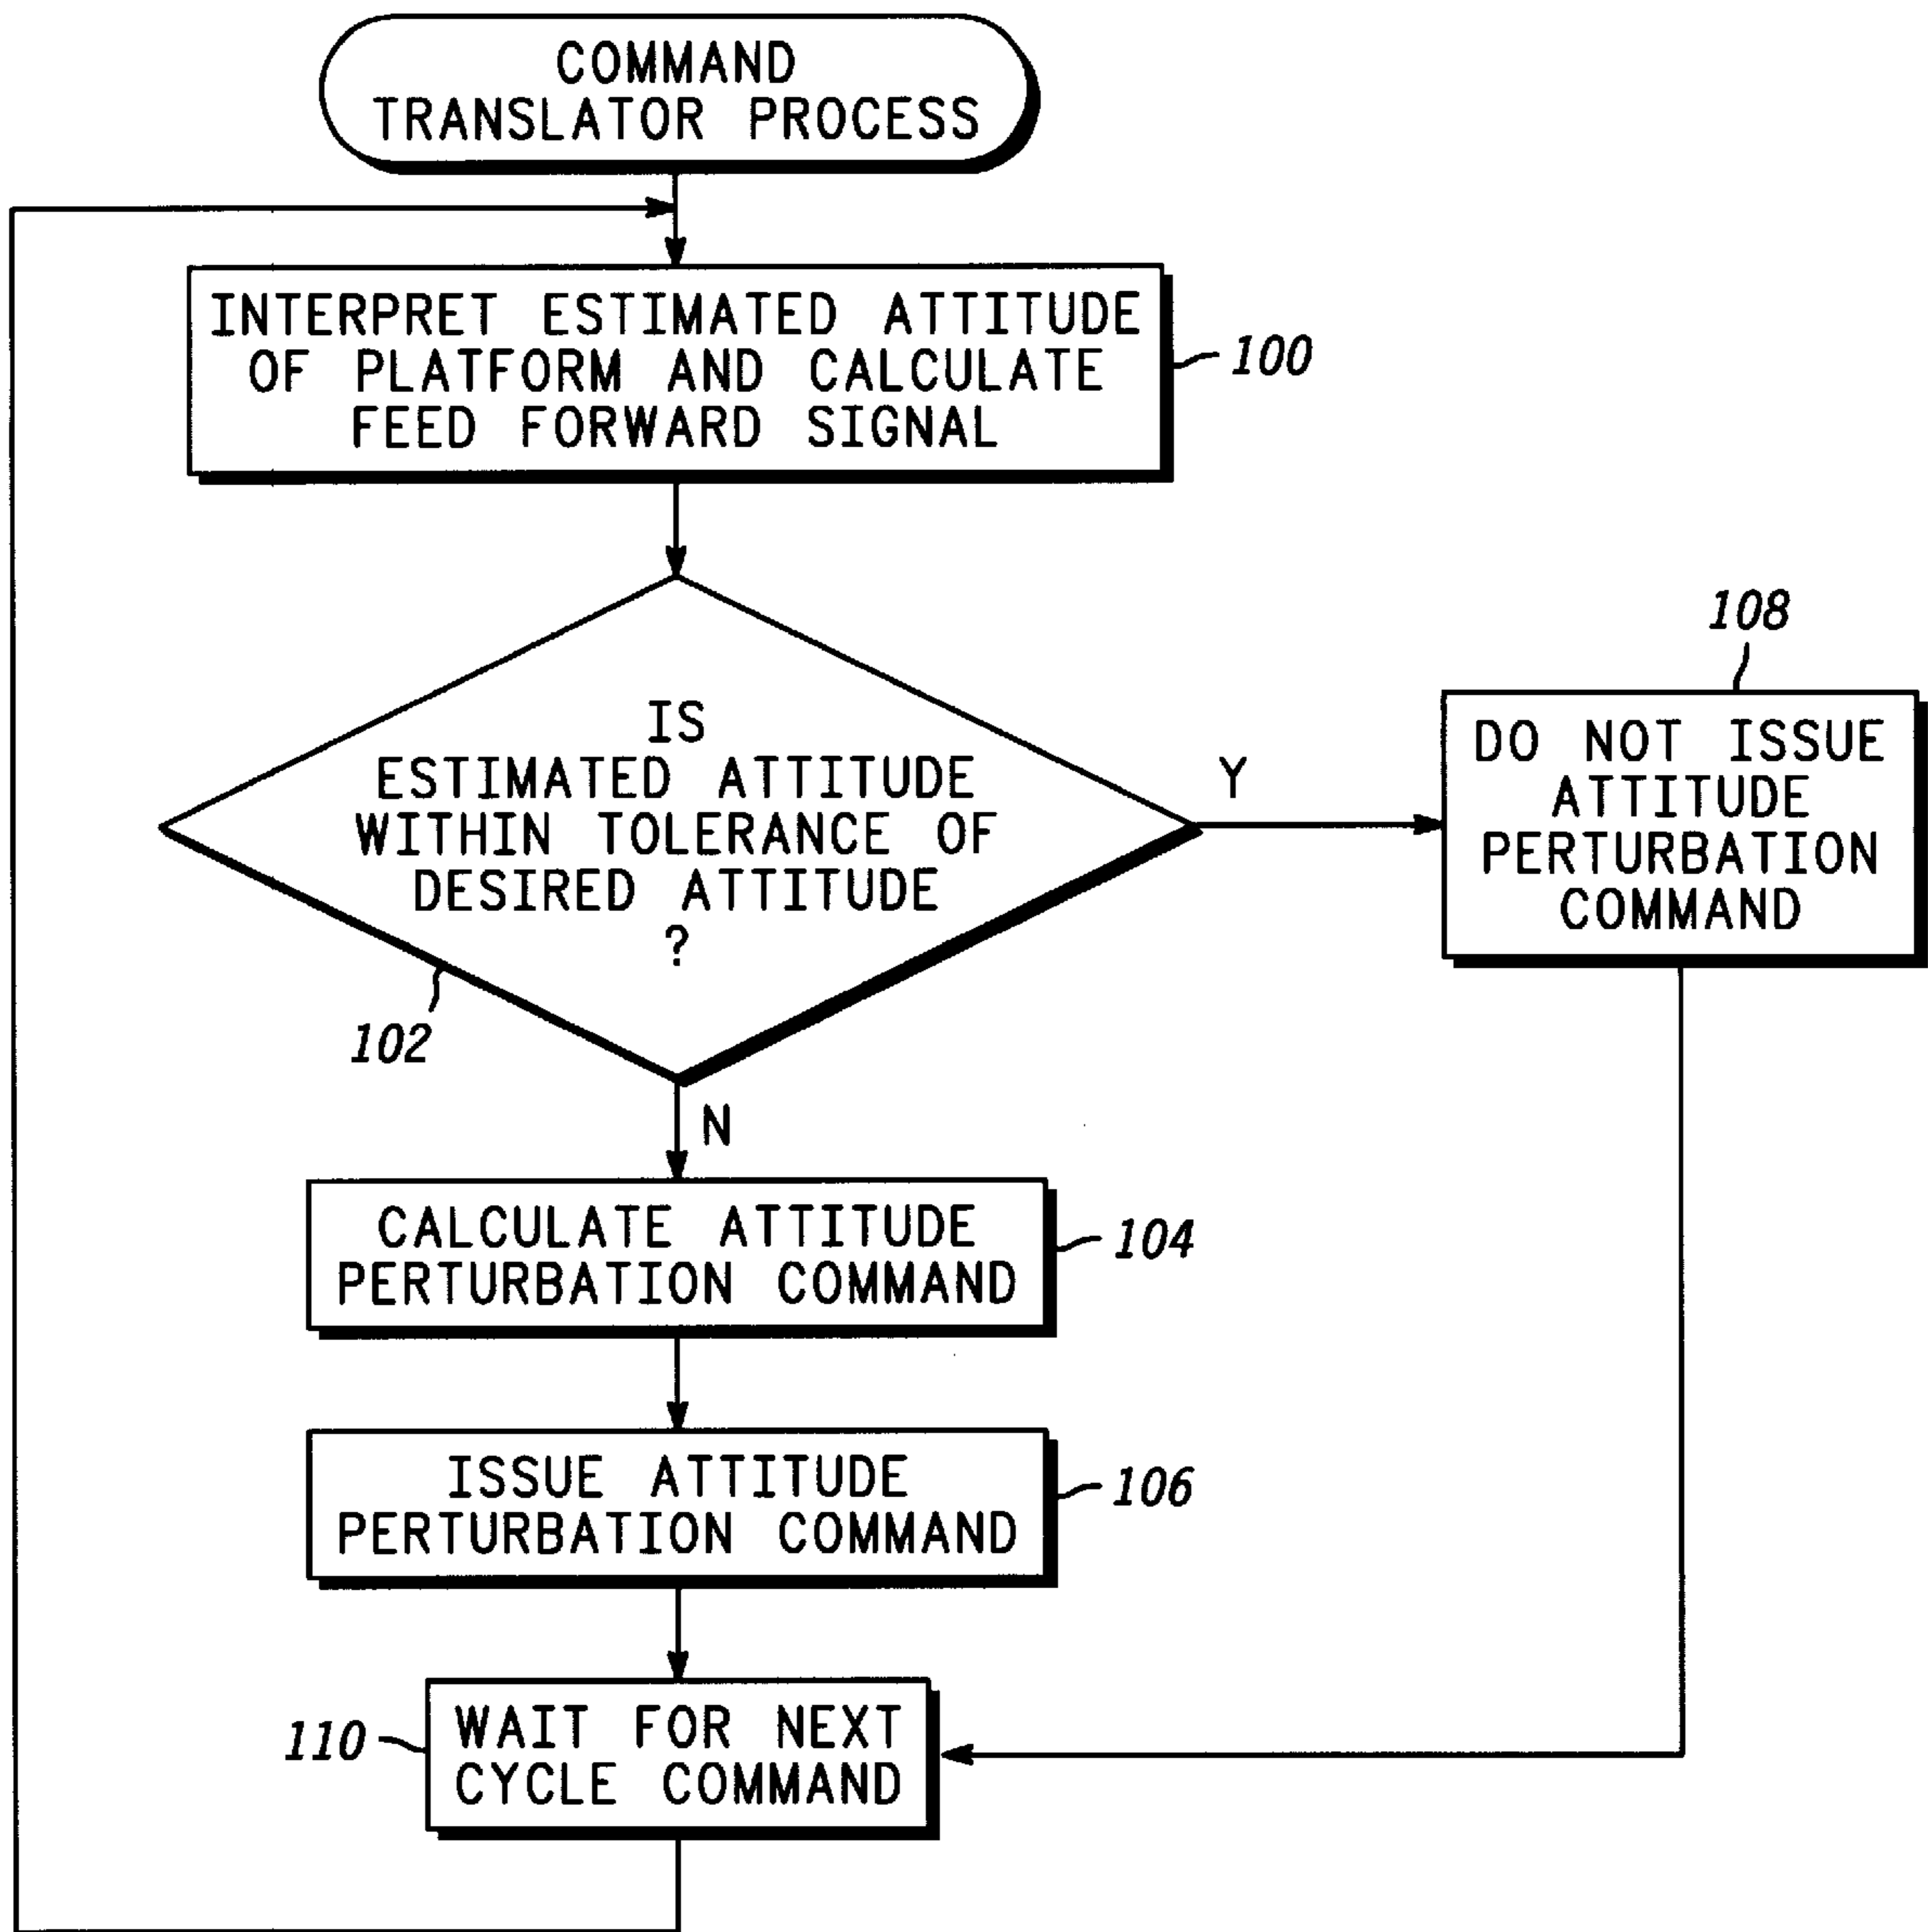 COMMAND
TRANSLATOR PROCESS
INTERPRET ESTIMATED ATTITUDE
OF PLATFORM AND CALCULATE
FEED FORWARD SIGNAL
100
IS
ESTIMATED ATTITUDE
WITHIN TOLERANCE OF
DESIRED ATTITUDE
?
102
Y
108
DO NOT ISSUE
ATTITUDE
PERTURBATION
COMMAND
N
CALCULATE ATTITUDE
PERTURBATION COMMAND
104
ISSUE ATTITUDE
PERTURBATION COMMAND
106
110
WAIT FOR NEXT
CYCLE COMMAND